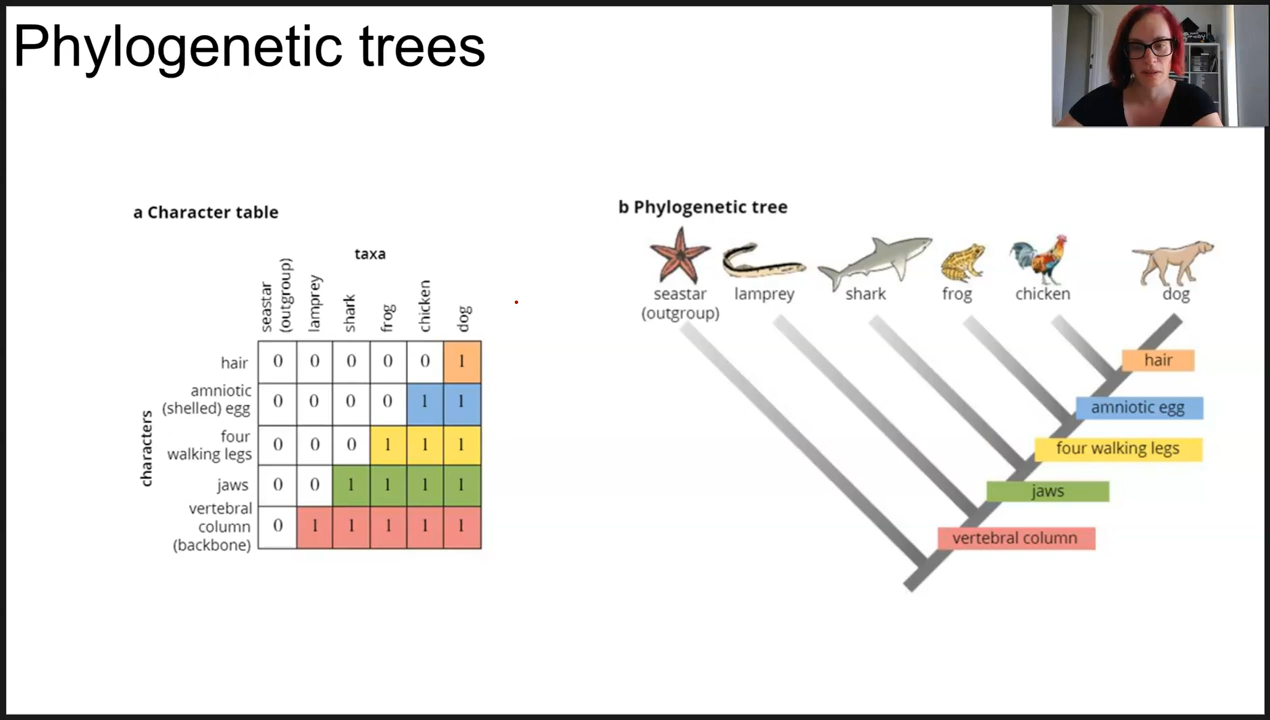 Phylogenetic trees
a Character table
taxa
seastar
(outgroup)
lamprey
shark
frog
chicken
dog
characters
hair
0 0 0 0 0 1
amniotic
(shelled) egg
0 0 0 0 1 1
four
walking legs
0 0 0 1 1 1
jaws
0 0 1 1 1 1
vertebral
column
(backbone)
0 1 1 1 1 1
b Phylogenetic tree
seastar
(outgroup)
lamprey
shark
frog
chicken
dog
hair
amniotic egg
four walking legs
jaws
vertebral column